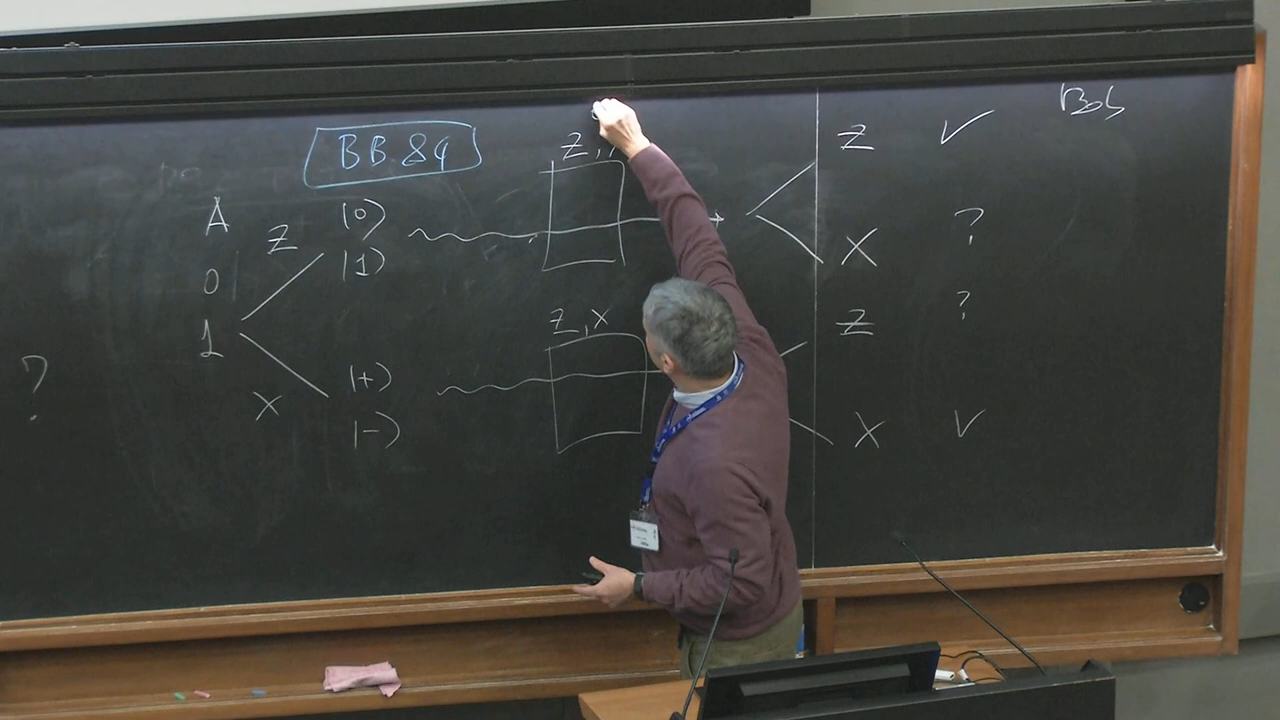 BB84
Bob
Z ✓
A
Z
|0⟩
|1⟩
0
1
X
|+⟩
|-⟩
Z,
Z,X
X ?
Z ?
X ✓
?